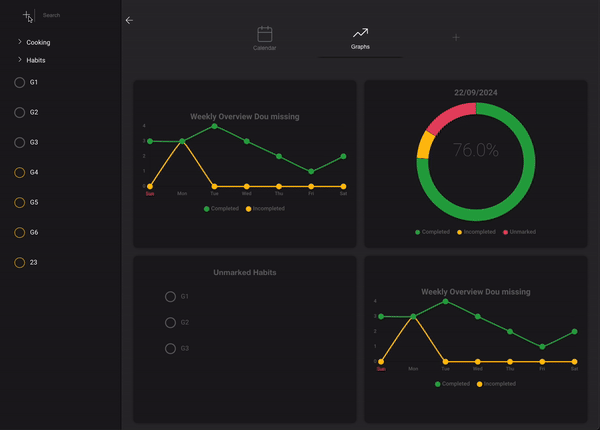 Search
Cooking
Habits
G1
G2
G3
G4
G5
G6
23
Calendar
Graphs
Weekly Overview Dou missing
4
3
2
1
0
Sun Mon Tue Wed Thu Fri Sat
Completed Incompleted
22/09/2024
76.0%
Completed Incompleted Unmarked
Unmarked Habits
G1
G2
G3
Weekly Overview Dou missing
4
3
2
1
0
Sun Mon Tue Wed Thu Fri Sat
Completed Incompleted